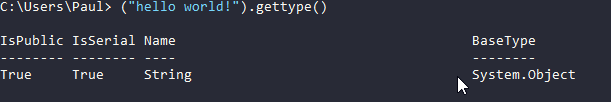 C:\Users\Paul> ("hello world!").gettype()
IsPublic IsSerial Name                                     BaseType
-------- -------- ----                                     --------
True     True     String                                   System.Object